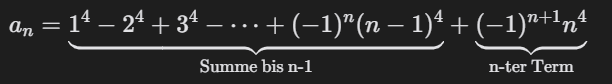 aₙ = 1⁴ − 2⁴ + 3⁴ − ⋯ + (−1)ⁿ(n − 1)⁴ + (−1)ⁿ⁺¹n⁴
Summe bis n-1 n-ter Term